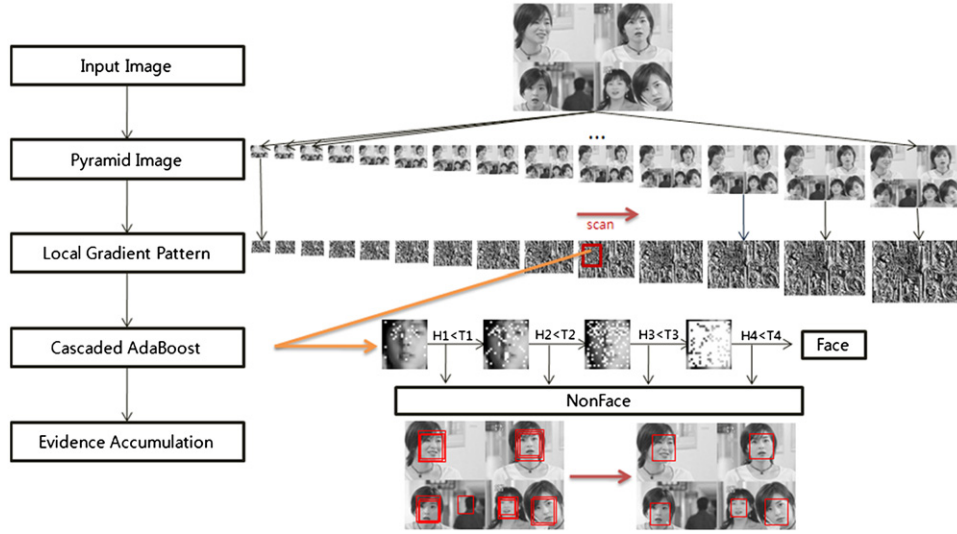 Input Image
Pyramid Image
...
scan
Local Gradient Pattern
Cascaded AdaBoost
H1<T1
H2<T2
H3<T3
H4<T4
Face
NonFace
Evidence Accumulation